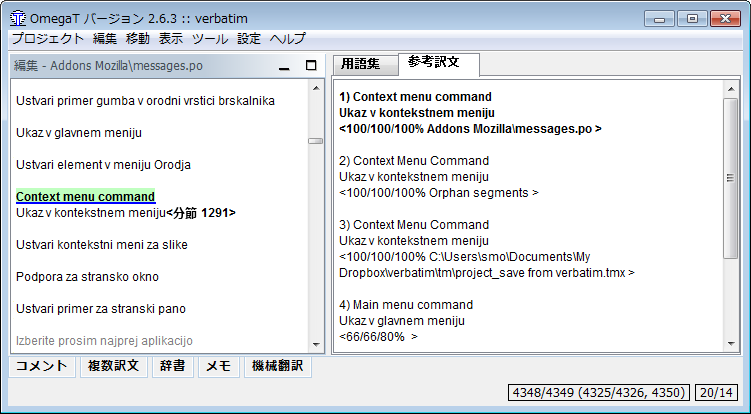 OmegaT バージョン 2.6.3 :: verbatim
プロジェクト 編集 移動 表示 ツール 設定 ヘルプ
編集 - Addons Mozilla\messages.po
Ustvari primer gumba v orodni vrstici brskalnika
Ukaz v glavnem meniju
Ustvari element v meniju Orodja
Context menu command
Ukaz v kontekstnem meniju<分節 1291>
Ustvari kontekstni meni za slike
Podpora za stransko okno
Ustvari primer za stranski pano
Izberite prosim najprej aplikacijo
用語集 参考訳文
1) Context menu command
Ukaz v kontekstnem meniju
<100/100/100% Addons Mozilla\messages.po >
2) Context Menu Command
Ukaz v kontekstnem meniju
<100/100/100% Orphan segments >
3) Context Menu Command
Ukaz v kontekstnem meniju
<100/100/100% C:\Users\smo\Documents\My
Dropbox\verbatim\tm\project_save from verbatim.tmx >
4) Main menu command
Ukaz v glavnem meniju
<66/66/80%  >
コメント 複数訳文 辞書 メモ 機械翻訳
4348/4349 (4325/4326, 4350) 20/14